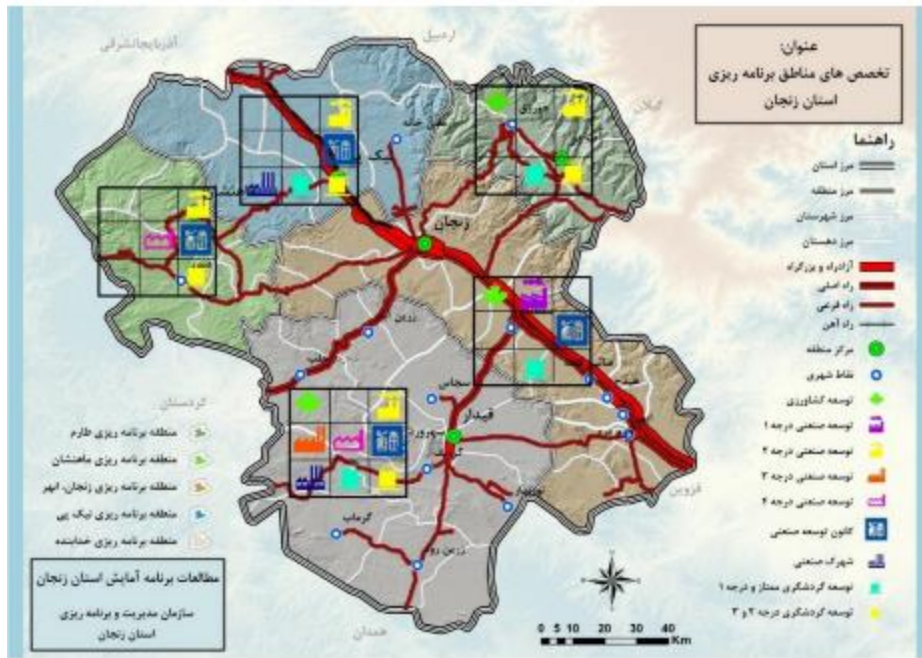 عنوان:
تخصص های مناطق برنامه ریزی
استان زنجان
راهنما
مرز استان
مرز منطقه
مرز شهرستان
مرز دهستان
آزادراه و بزرگراه
راه اصلی
راه فرعی
راه آهن
مرکز منطقه
نقاط شهری
توسعه کشاورزی
توسعه صنعتی درجه ۱
توسعه صنعتی درجه ۲
توسعه صنعتی درجه ۳
توسعه صنعتی درجه ۴
کانون توسعه صنعتی
شهرک صنعتی
توسعه گردشگری ممتاز و درجه ۱
توسعه گردشگری درجه ۲ و ۳
آذربایجانشرقی
اردبیل
گیلان
زنجان
سجاس
قیدار
گرماب
زرین رود
قزوین
همدان
کردستان
منطقه برنامه ریزی طارم
منطقه برنامه ریزی ماهنشان
منطقه برنامه ریزی زنجان، ابهر
منطقه برنامه ریزی نیک پی
منطقه برنامه ریزی خدابنده
مطالعات برنامه آمایش استان زنجان
سازمان مدیریت و برنامه ریزی
استان زنجان
0 5 10 20 30 40
Km